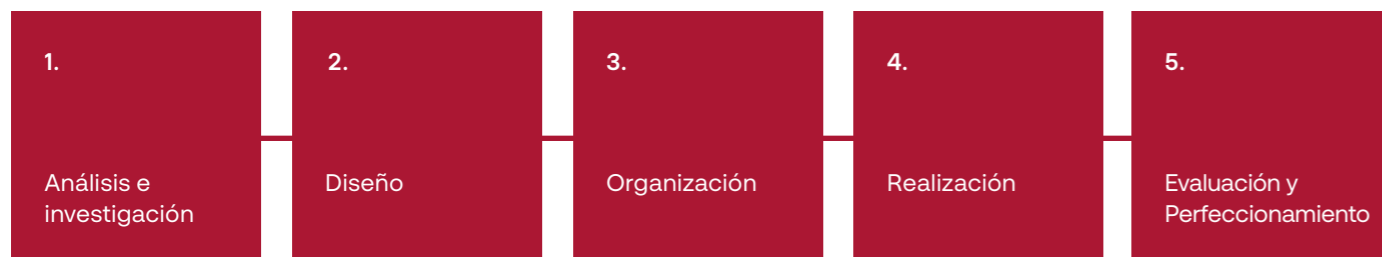 1.
Análisis e
investigación
2.
Diseño
3.
Organización
4.
Realización
5.
Evaluación y
Perfeccionamiento